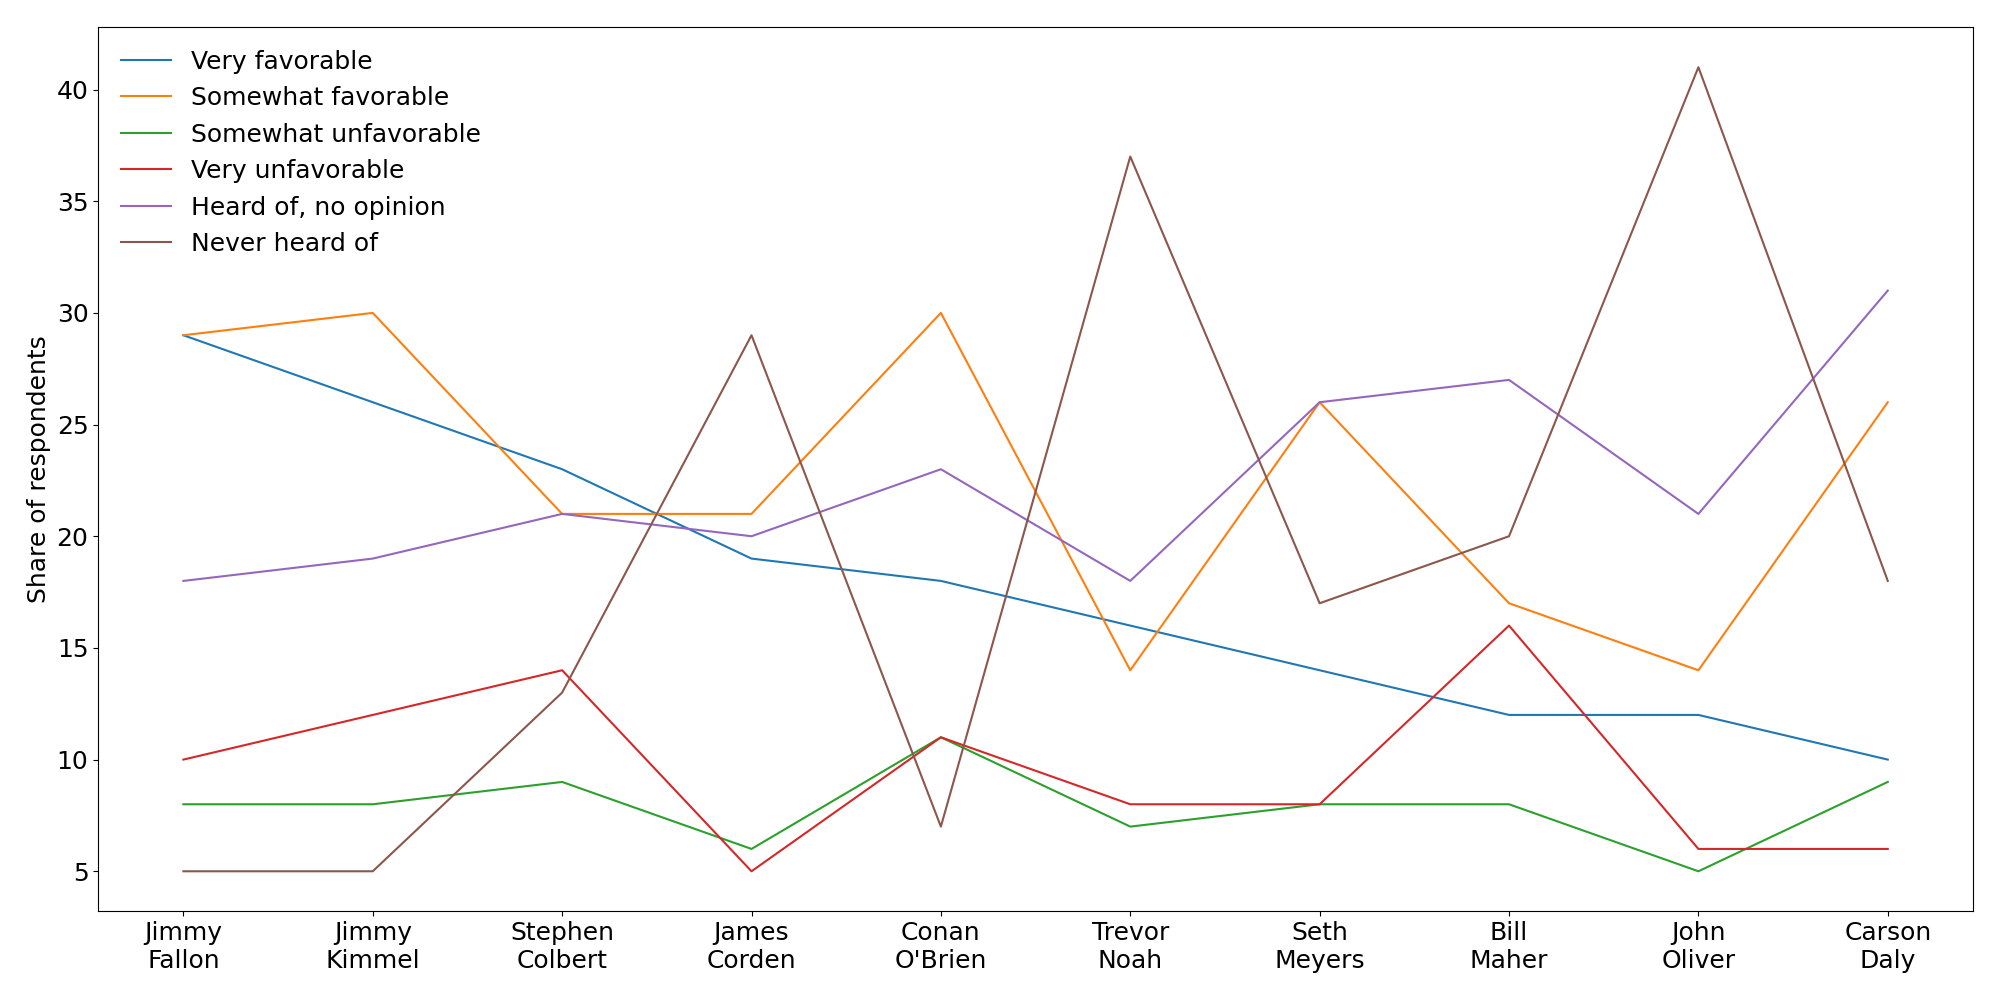 Very favorable
Somewhat favorable
Somewhat unfavorable
Very unfavorable
Heard of, no opinion
Never heard of
Share of respondents
40
35
30
25
20
15
10
5
Jimmy Fallon
Jimmy Kimmel
Stephen Colbert
James Corden
Conan O'Brien
Trevor Noah
Seth Meyers
Bill Maher
John Oliver
Carson Daly